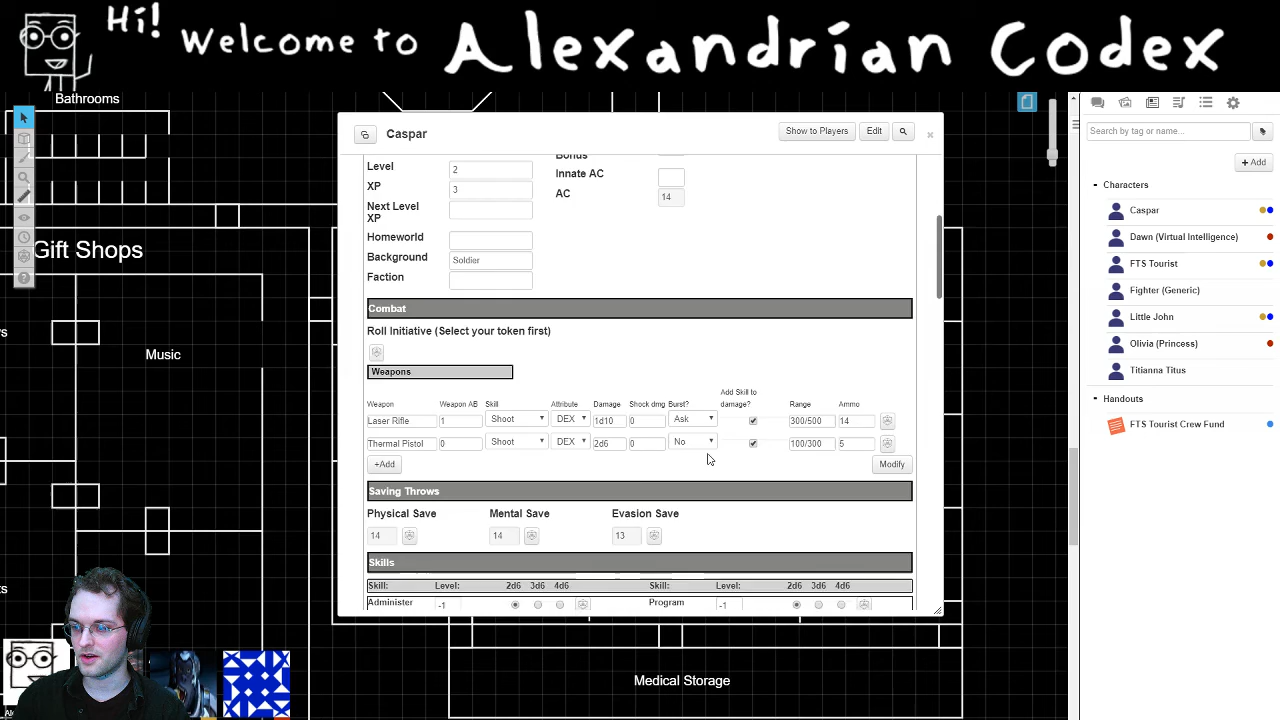 Hi! Welcome to Alexandrian Codex
Bathrooms
Gift Shops
Music
Medical Storage
Caspar
Show to Players
Edit
Level 2
XP 3
Next Level
XP
Homeworld
Background Soldier
Faction
Bonus
Innate AC
AC 14
Combat
Roll Initiative (Select your token first)
Weapons
Weapon Weapon AB Skill Attribute Damage Shock dmg Burst? Add Skill to damage? Range Ammo
Laser Rifle 1 Shoot DEX 1d10 0 Ask 300/500 14
Thermal Pistol 0 Shoot DEX 2d6 0 No 100/300 5
+Add Modify
Saving Throws
Physical Save Mental Save Evasion Save
14 14 13
Skills
Skill: Level: 2d6 3d6 4d6 Skill: Level: 2d6 3d6 4d6
Administer -1 Program -1
Search by tag or name...
+ Add
Characters
Caspar
Dawn (Virtual Intelligence)
FTS Tourist
Fighter (Generic)
Little John
Olivia (Princess)
Titianna Titus
Handouts
FTS Tourist Crew Fund